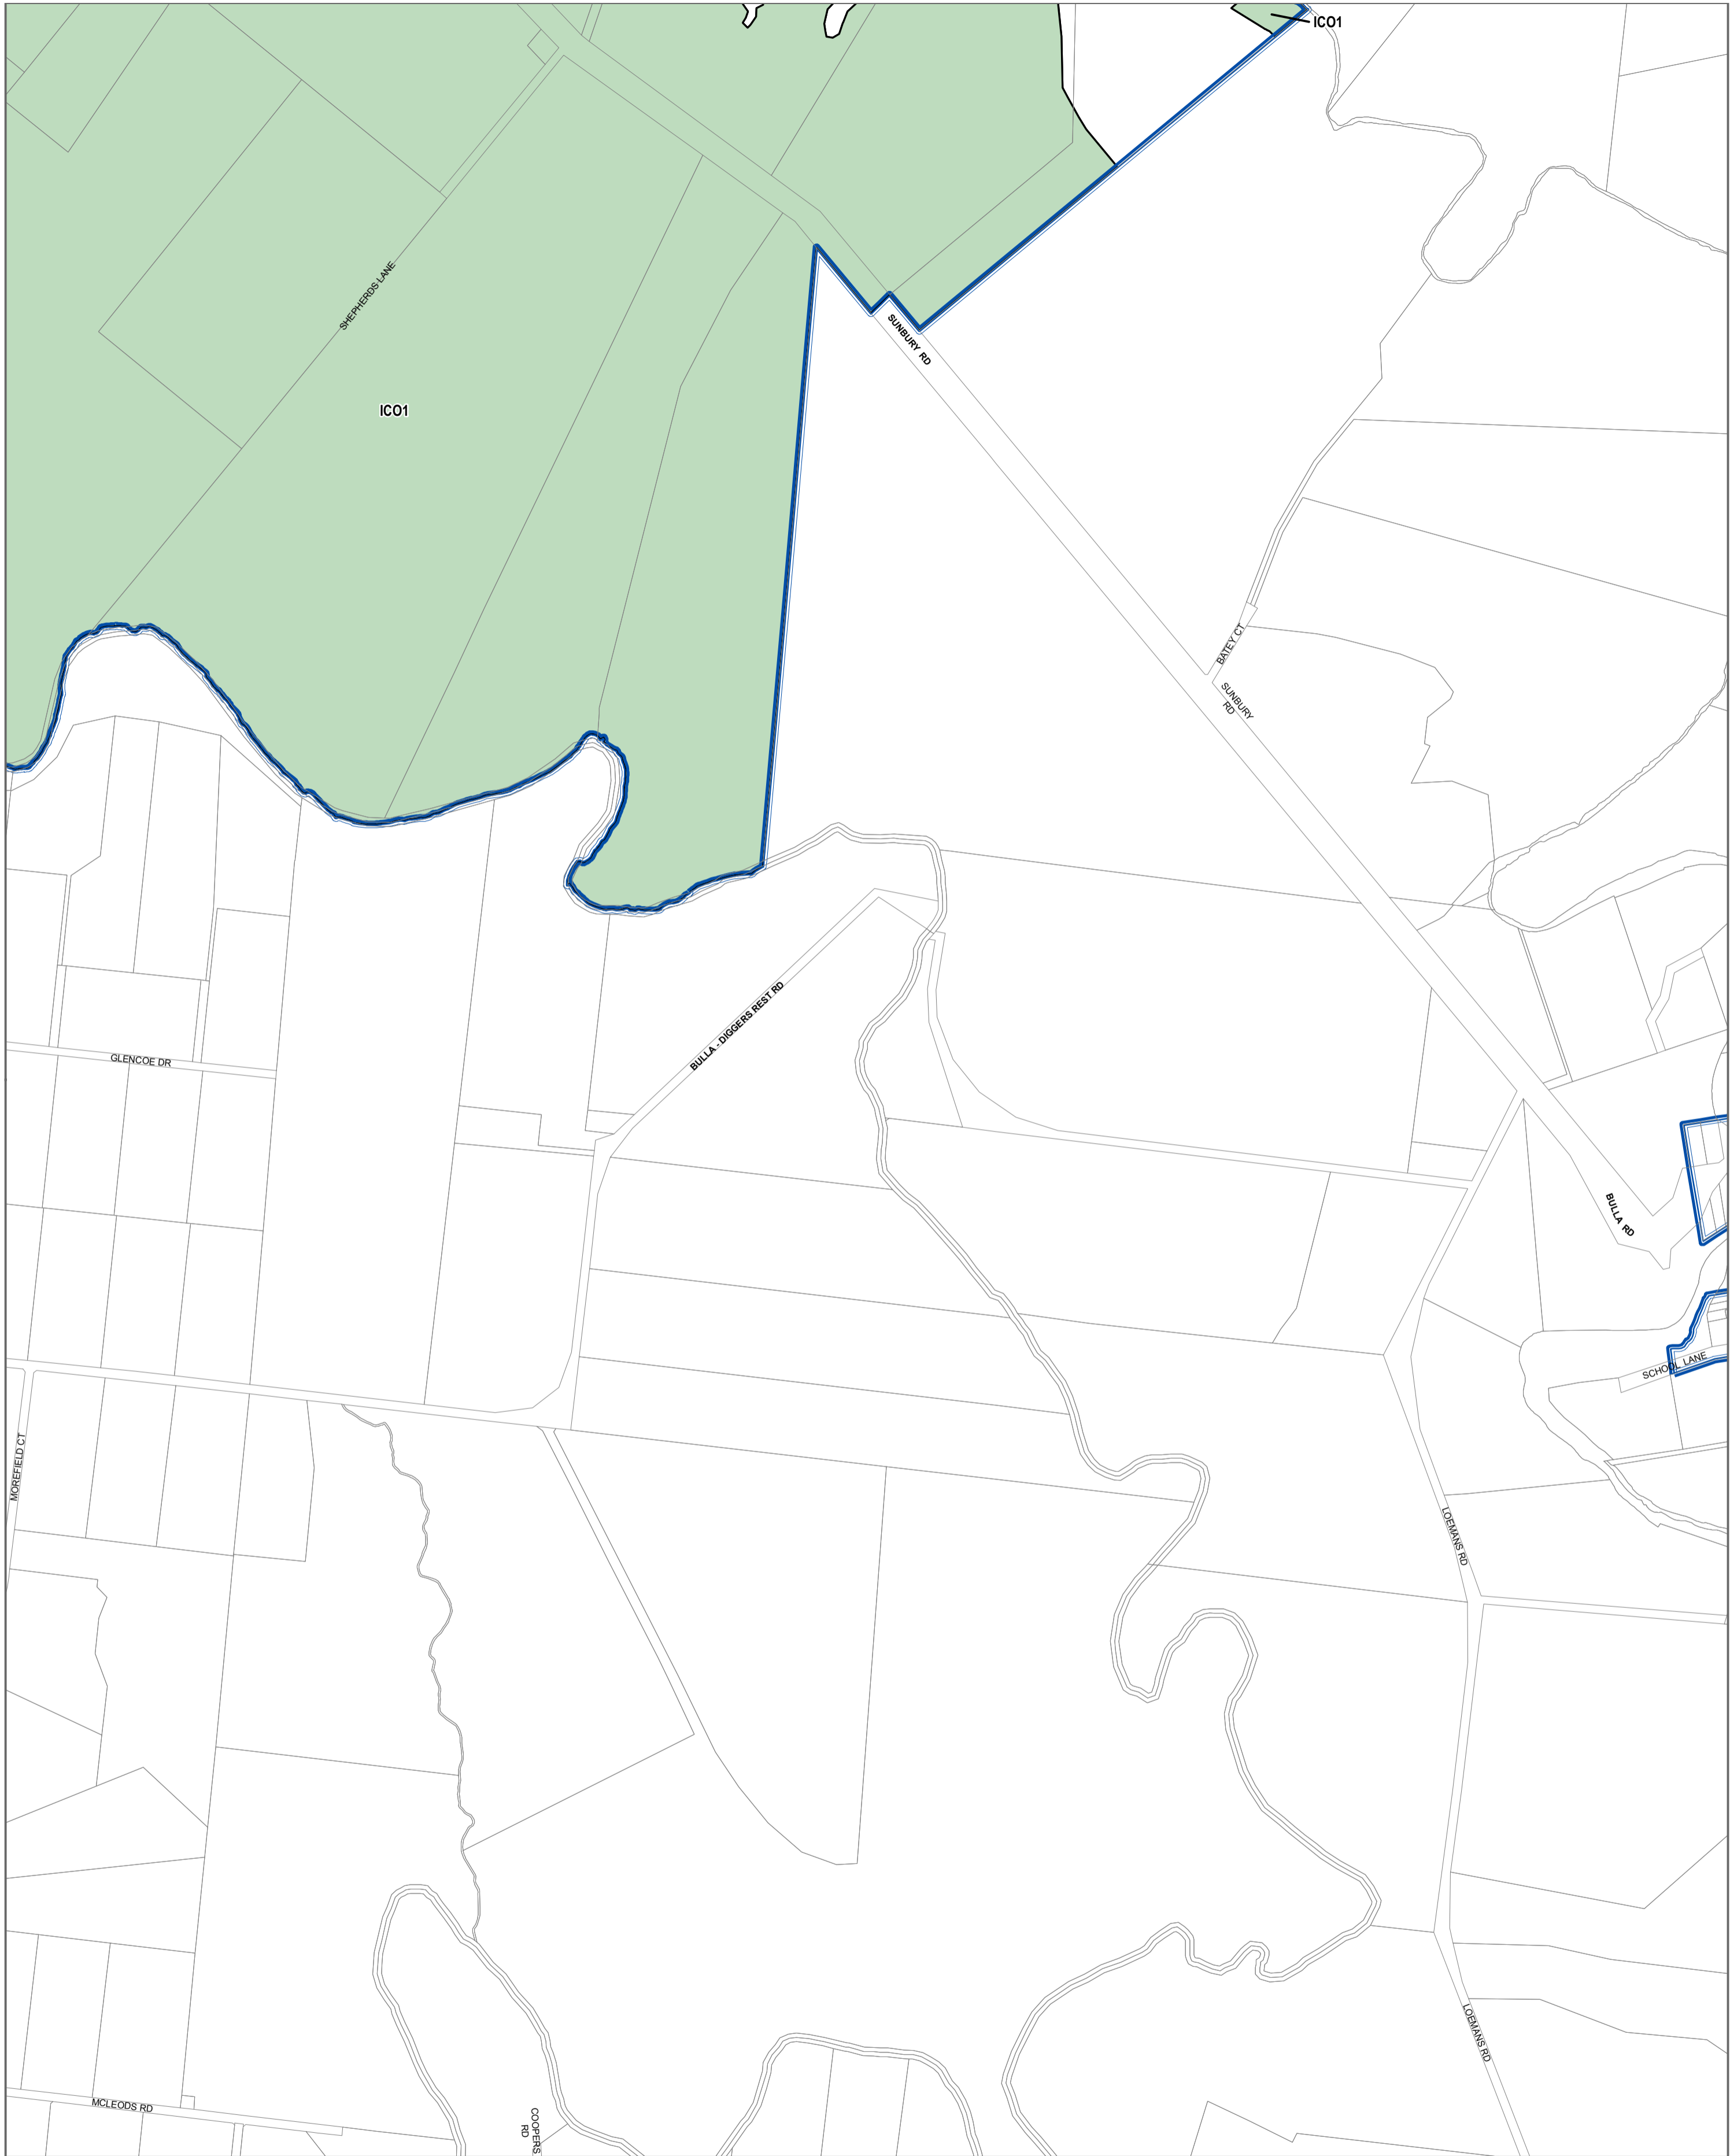 ICO1
SHEPHERDS LANE
SUNBURY RD
ICO1
BATEY CT
SUNBURY
RD
BULLA - DIGGERS REST RD
GLENCOE DR
BULLA RD
SCHOOL LANE
MOREFIELD CT
LOEMANS RD
LOEMANS RD
MCLEODS RD
COOPERS
RD